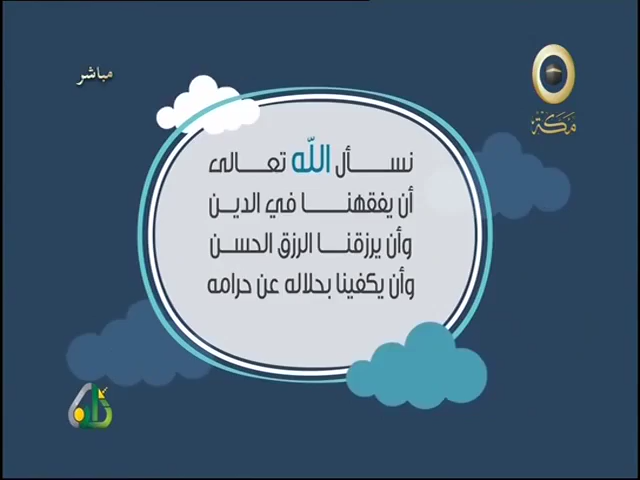 مباشر
مكة
نسأل الله تعالى
أن يفقهنا في الدين
وأن يرزقنا الرزق الحسن
وأن يكفينا بحلاله عن حرامه